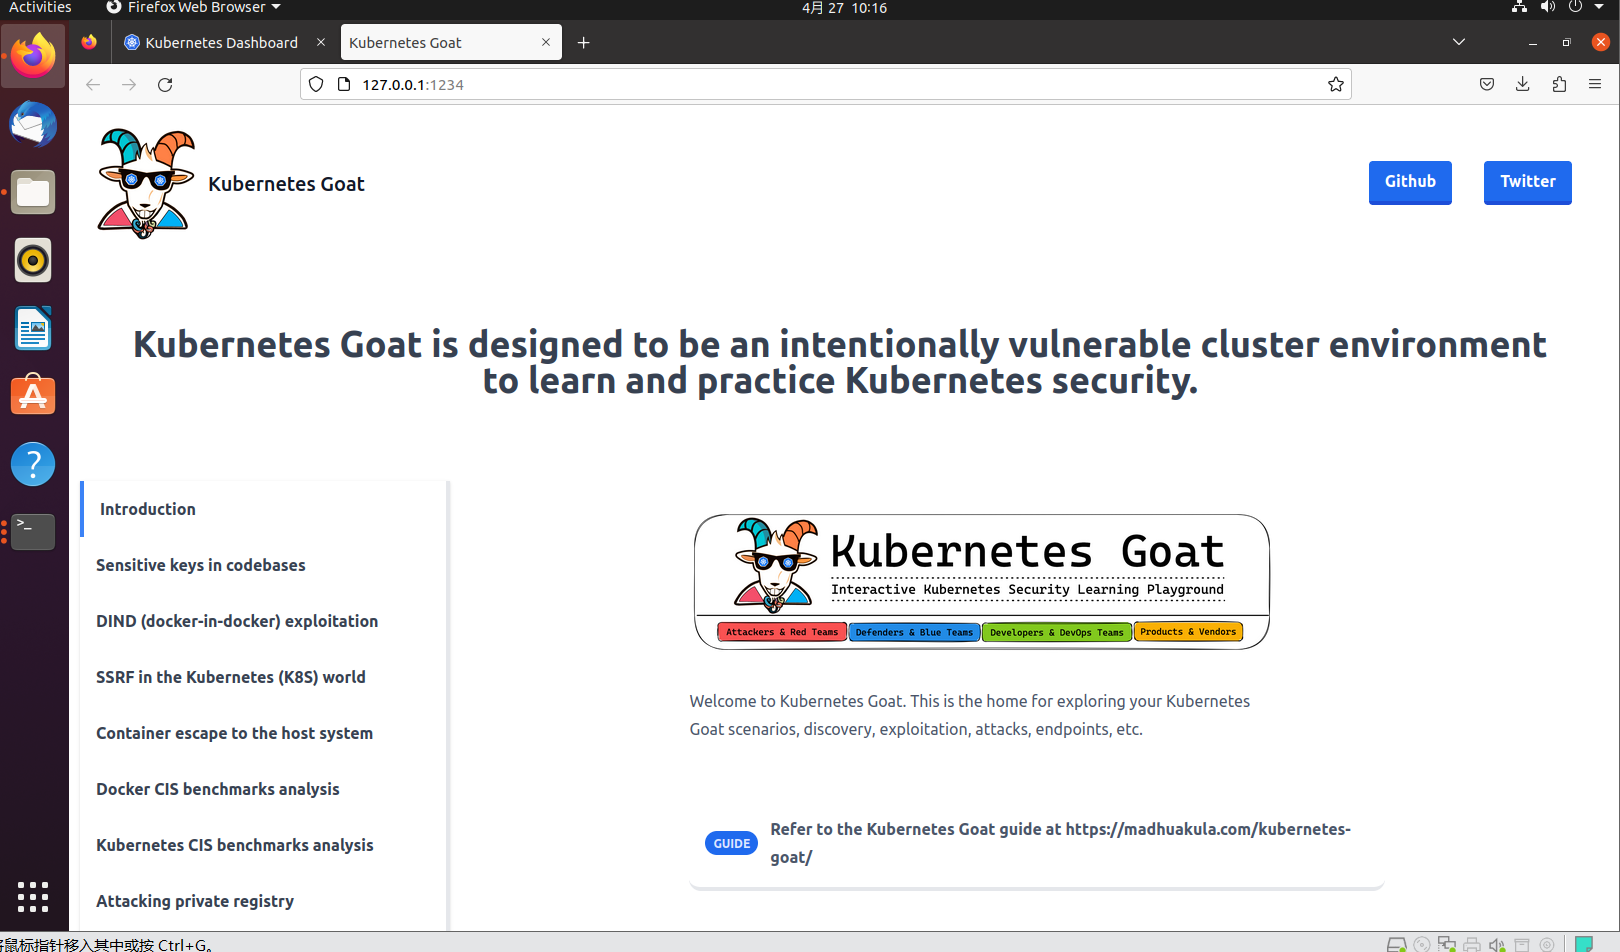 Activities
Firefox Web Browser
4月 27 10:16
Kubernetes Dashboard
Kubernetes Goat
127.0.0.1:1234
Kubernetes Goat
Github
Twitter
Kubernetes Goat is designed to be an intentionally vulnerable cluster environment
to learn and practice Kubernetes security.
Introduction
Sensitive keys in codebases
DIND (docker-in-docker) exploitation
SSRF in the Kubernetes (K8S) world
Container escape to the host system
Docker CIS benchmarks analysis
Kubernetes CIS benchmarks analysis
Attacking private registry
Kubernetes Goat
Interactive Kubernetes Security Learning Playground
Attackers & Red Teams
Defenders & Blue Teams
Developers & DevOps Teams
Products & Vendors
Welcome to Kubernetes Goat. This is the home for exploring your Kubernetes
Goat scenarios, discovery, exploitation, attacks, endpoints, etc.
GUIDE
Refer to the Kubernetes Goat guide at https://madhuakula.com/kubernetes-
goat/
鼠标指针移入其中或按 Ctrl+G。